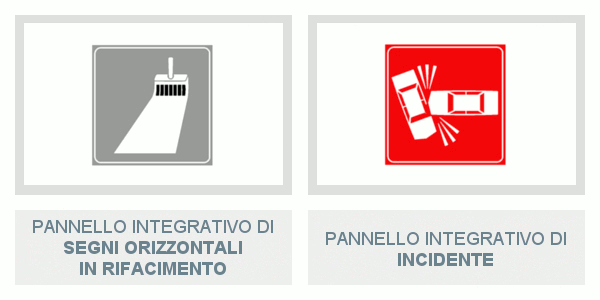 PANNELLO INTEGRATIVO DI
SEGNI ORIZZONTALI
IN RIFACIMENTO
PANNELLO INTEGRATIVO DI
INCIDENTE